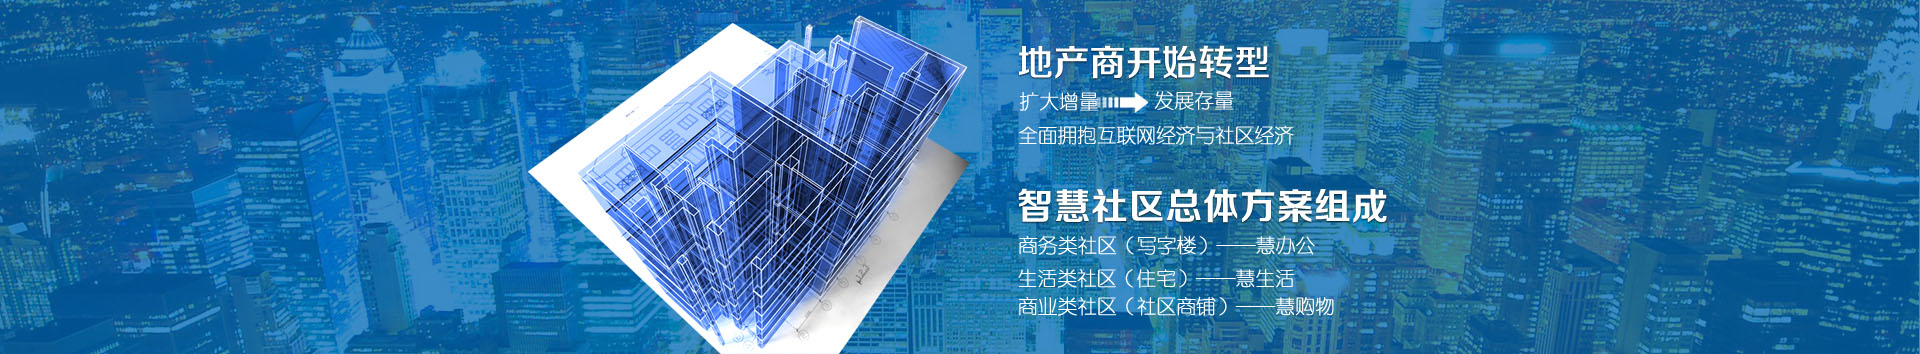 地产商开始转型
扩大增量 发展存量
全面拥抱互联网经济与社区经济
智慧社区总体方案组成
商务类社区（写字楼）——慧办公
生活类社区（住宅）——慧生活
商业类社区（社区商铺）——慧购物